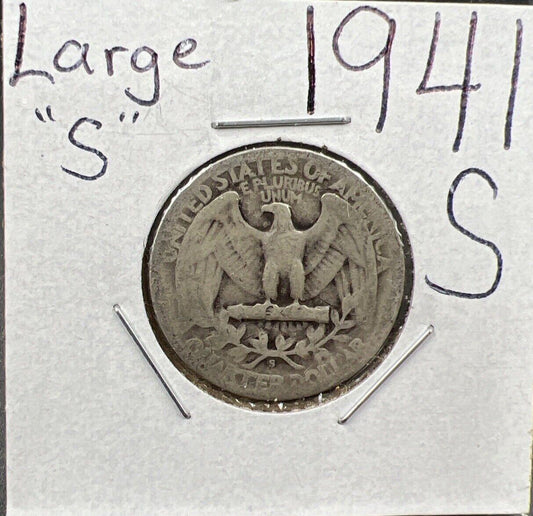 Large
"S"
1941
S
UNITED STATES OF AMERICA
E PLURIBUS
UNUM
S
QUARTER DOLLAR